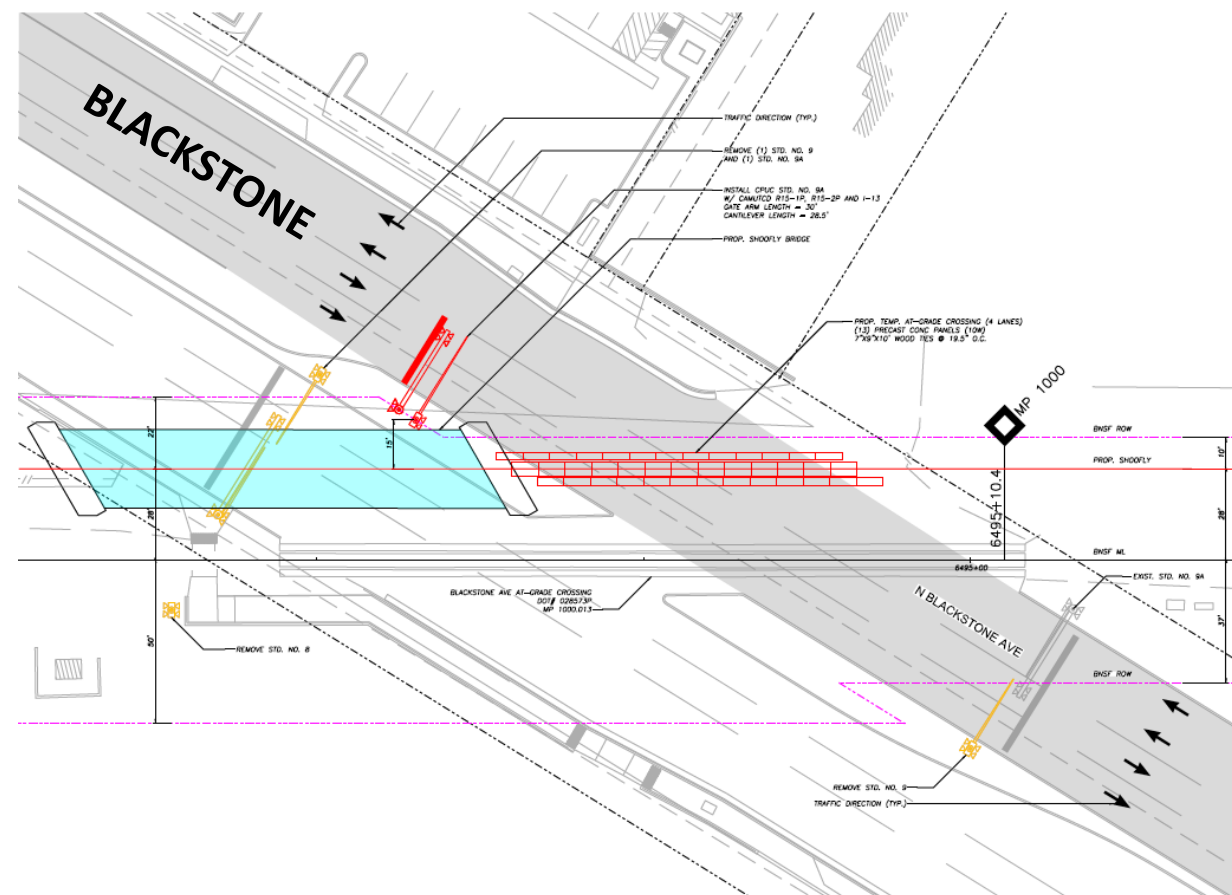 BLACKSTONE
TRAFFIC DIRECTION (TYP.)
REMOVE (1) STD. NO. 9
AND (1) STD. NO. 9A
INSTALL CPUC STD. NO. 9A
W/ CAMUTCD R15-1P, R15-2P AND I-13
GATE ARM LENGTH = 30'
CANTILEVER LENGTH = 28.5'
PROP. SHOOFLY BRIDGE
PROP. TEMP. AT-GRADE CROSSING (4 LANES)
(13) PRECAST CONC PANELS (10W)
7"X9"X10' WOOD TIES @ 19.5" O.C.
MP 1000
BNSF ROW
22'
15'
10'
PROP. SHOOFLY
6495+10.4
28'
28'
BNSF ML
6495+00
EXIST. STD. NO. 9A
BLACKSTONE AVE AT-GRADE CROSSING
DOT# 028573P
MP 1000.013
N BLACKSTONE AVE
37'
50'
REMOVE STD. NO. 8
BNSF ROW
REMOVE STD. NO. 9
TRAFFIC DIRECTION (TYP.)